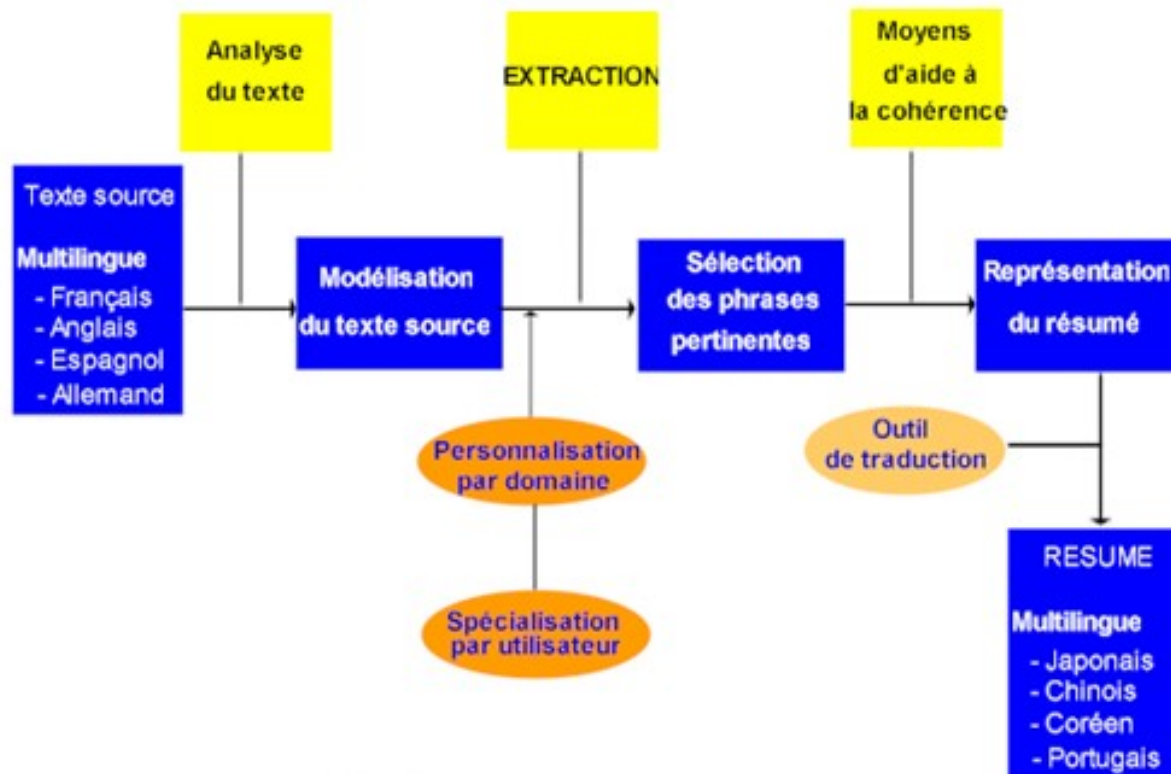 Analyse
du texte
EXTRACTION
Moyens
d'aide à
la cohérence
Texte source
Multilingue
- Français
- Anglais
- Espagnol
- Allemand
Modélisation
du texte source
Sélection
des phrases
pertinentes
Représentation
du résumé
Personnalisation
par domaine
Outil
de traduction
Spécialisation
par utilisateur
RESUME
Multilingue
- Japonais
- Chinois
- Coréen
- Portugais